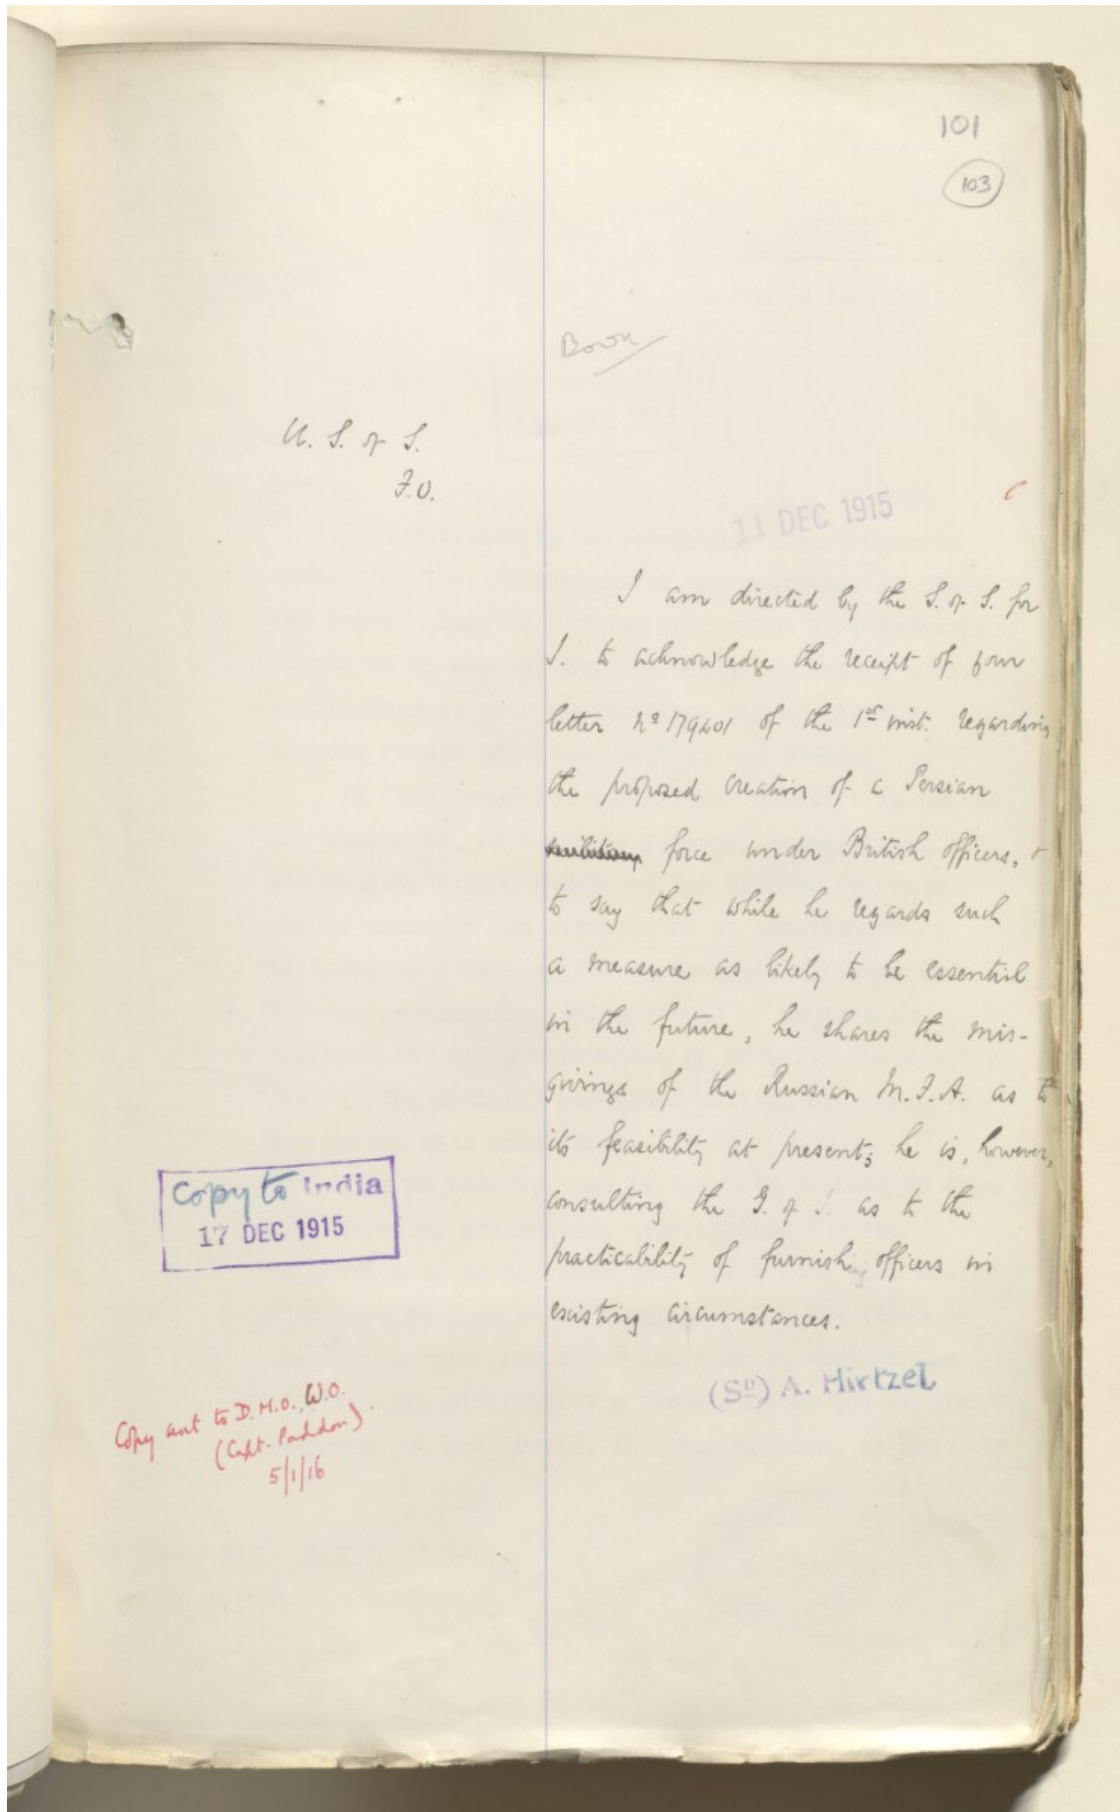 101
103
U. S. of S.
F.O.
11 DEC 1915
I am directed by the S. of S. for
I. to acknowledge the receipt of your
letter No 179401 of the 1st inst. regarding
the proposed creation of a Persian
military force under British officers, &
to say that while he regards such
a measure as likely to be essential
in the future, he shares the mis-
givings of the Russian M.F.A. as to
its feasibility at present; he is, however,
consulting the G. of I. as to the
practicability of furnishing officers in
existing circumstances.
(Sd) A. Hirtzel
Copy to India
17 DEC 1915
Copy sent to D.M.O., W.O.
(Capt. Paddon).
5/1/16